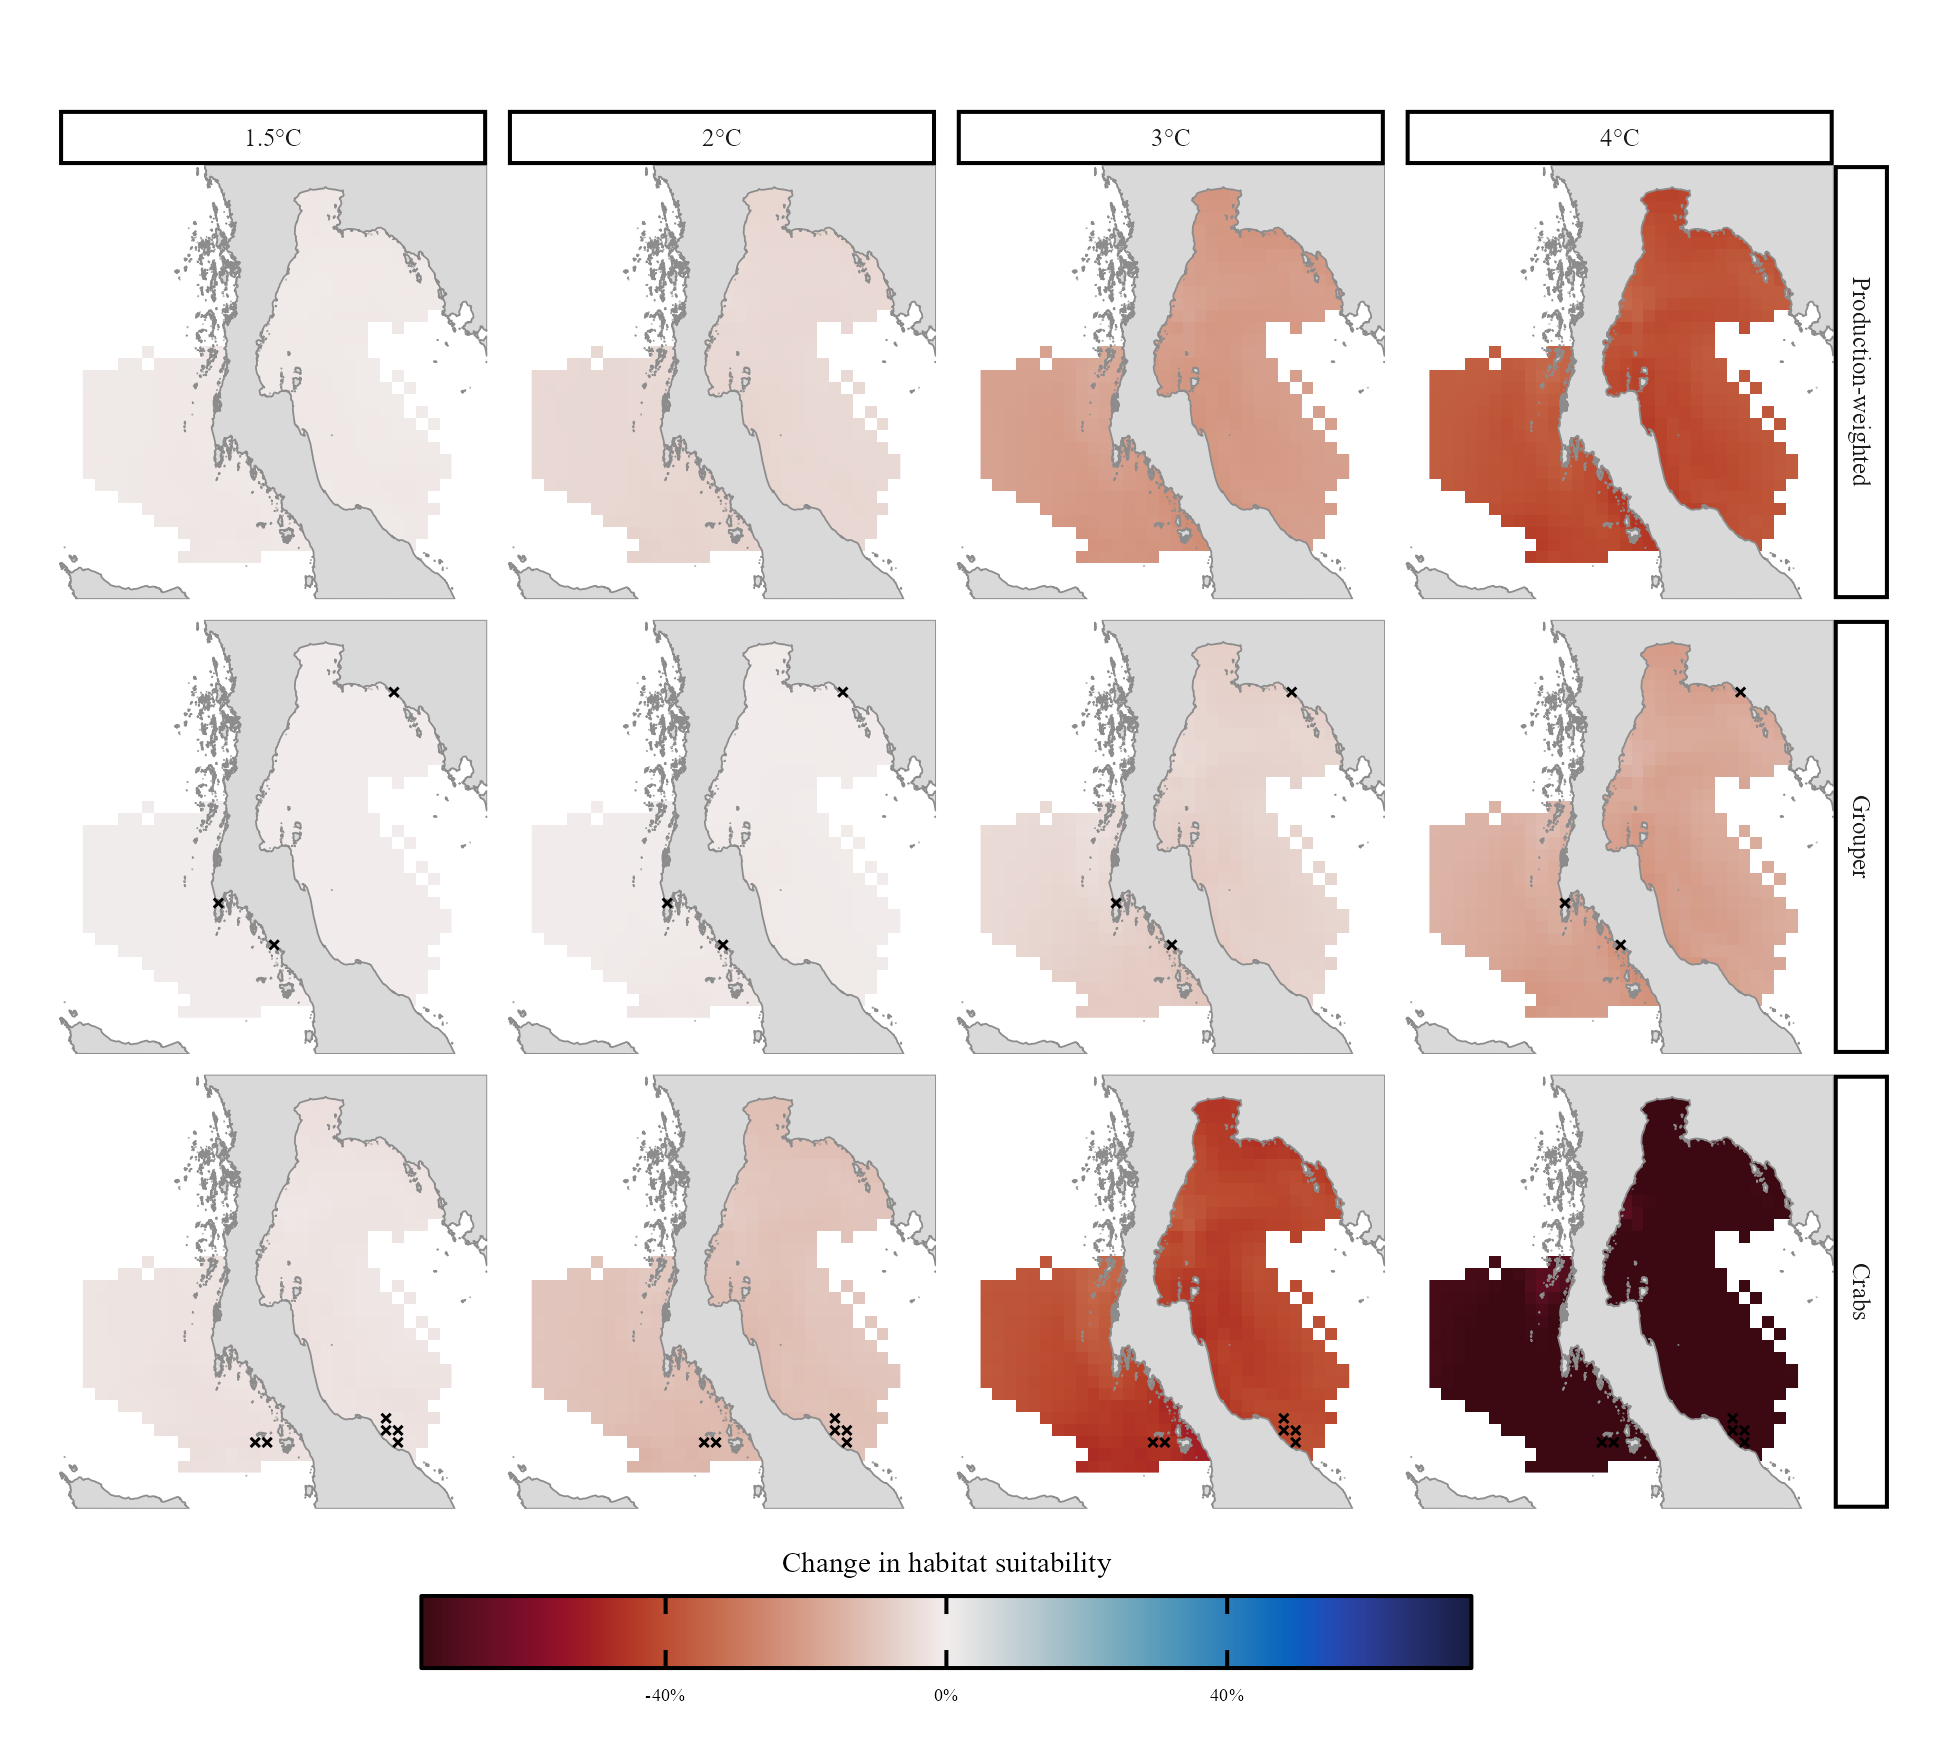 1.5°C
2°C
3°C
4°C
Production-weighted
Grouper
Crabs
Change in habitat suitability
-40%
0%
40%